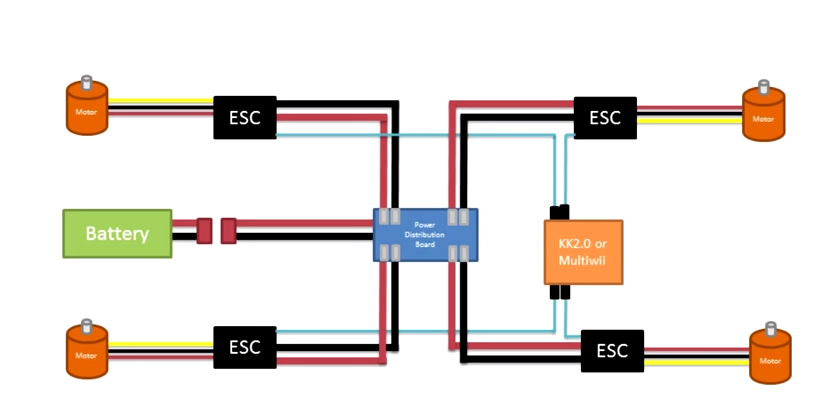 Motor
ESC
ESC
Motor
Battery
Power
Distribution
Board
KK2.0 or
Multiwii
Motor
ESC
ESC
Motor